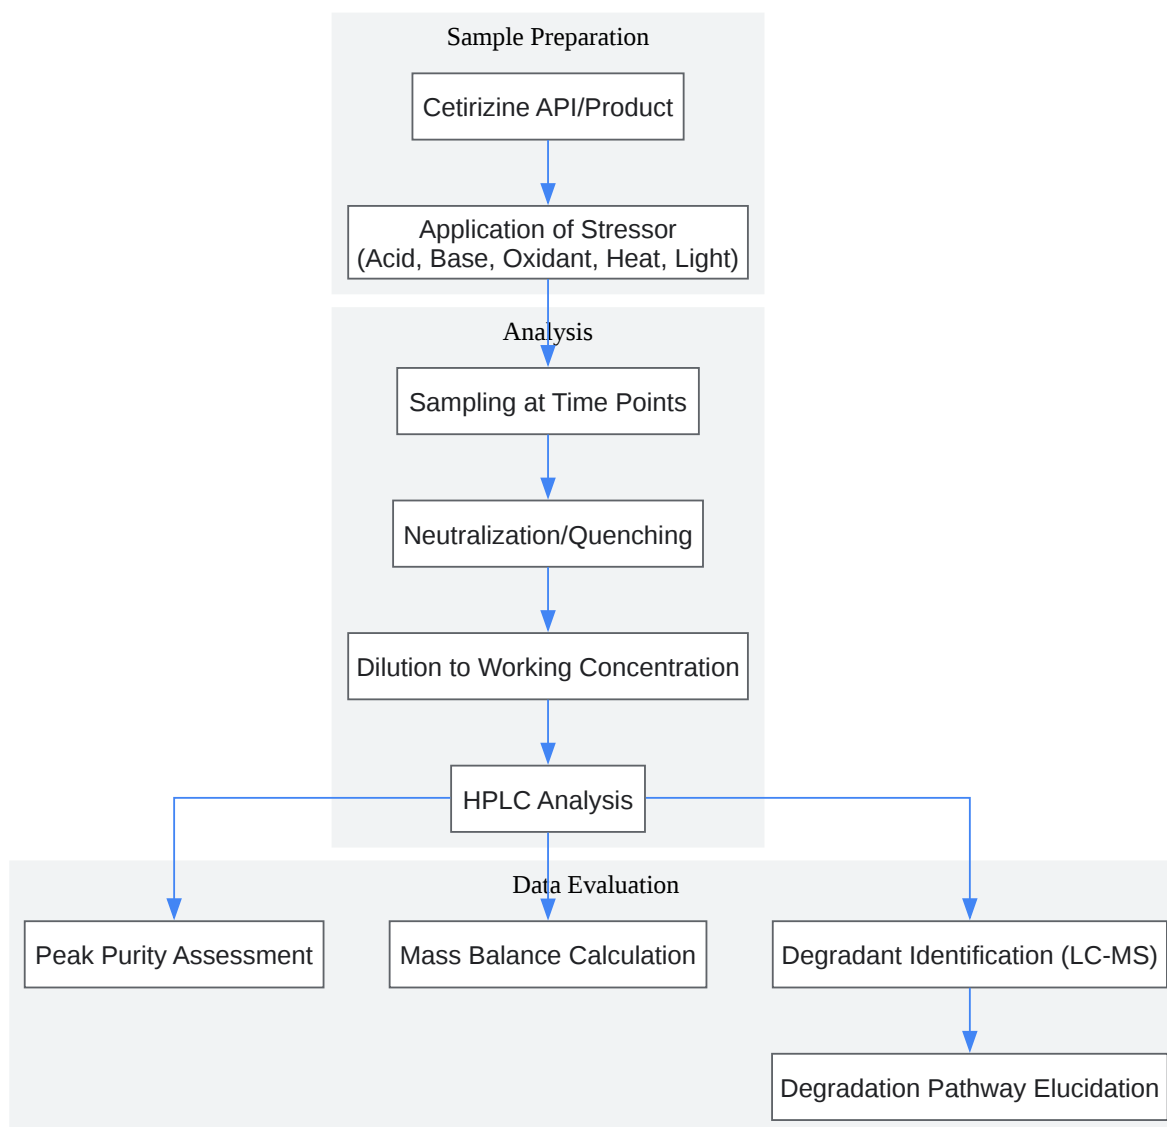 Sample Preparation
Cetirizine API/Product
Application of Stressor
(Acid, Base, Oxidant, Heat, Light)
Analysis
Sampling at Time Points
Neutralization/Quenching
Dilution to Working Concentration
HPLC Analysis
Data Evaluation
Peak Purity Assessment
Mass Balance Calculation
Degradant Identification (LC-MS)
Degradation Pathway Elucidation